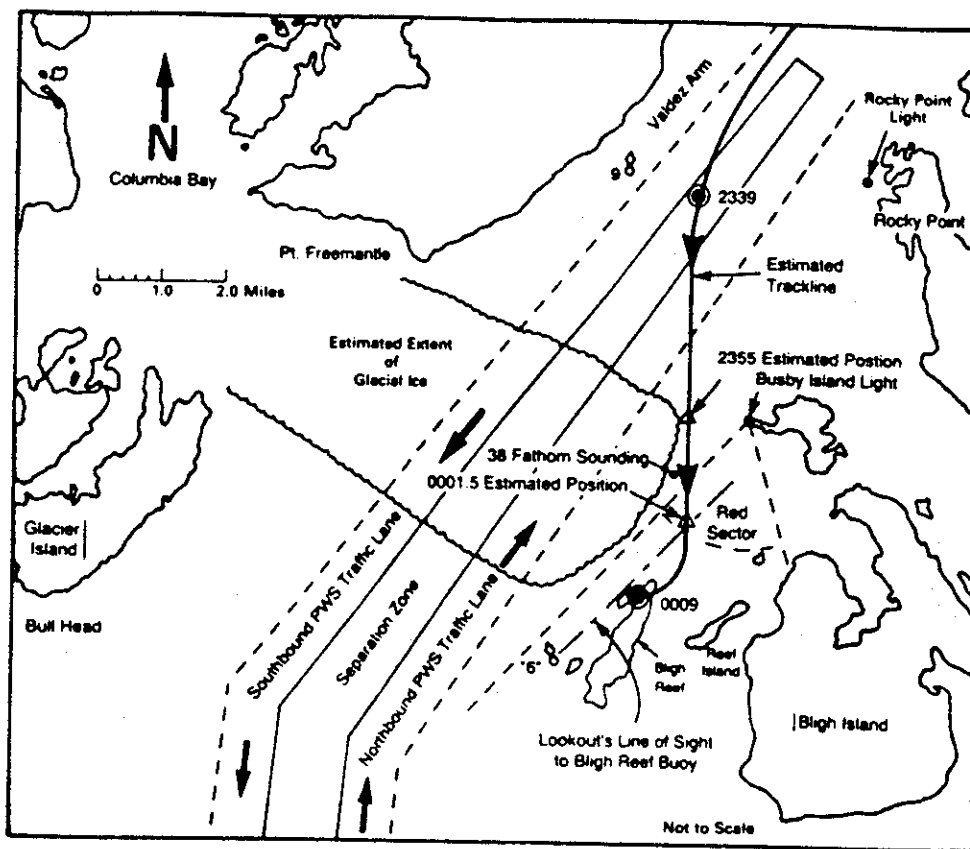 N
Columbia Bay
Valdez Arm
Rocky Point
Light
9
2339
Rocky Point
Pt. Freemantle
Estimated
Trackline
0 1.0 2.0 Miles
Estimated Extent
of
Glacial Ice
2355 Estimated Postion
Busby Island Light
38 Fathom Sounding
0001.5 Estimated Position
Red
Sector
Glacier
Island
Southbound PWS Traffic Lane
Separation Zone
Northbound PWS Traffic Lane
0009
Bull Head
"6"
Bligh
Reef
Reef
Island
Bligh Island
Lookout's Line of Sight
to Bligh Reef Buoy
Not to Scale